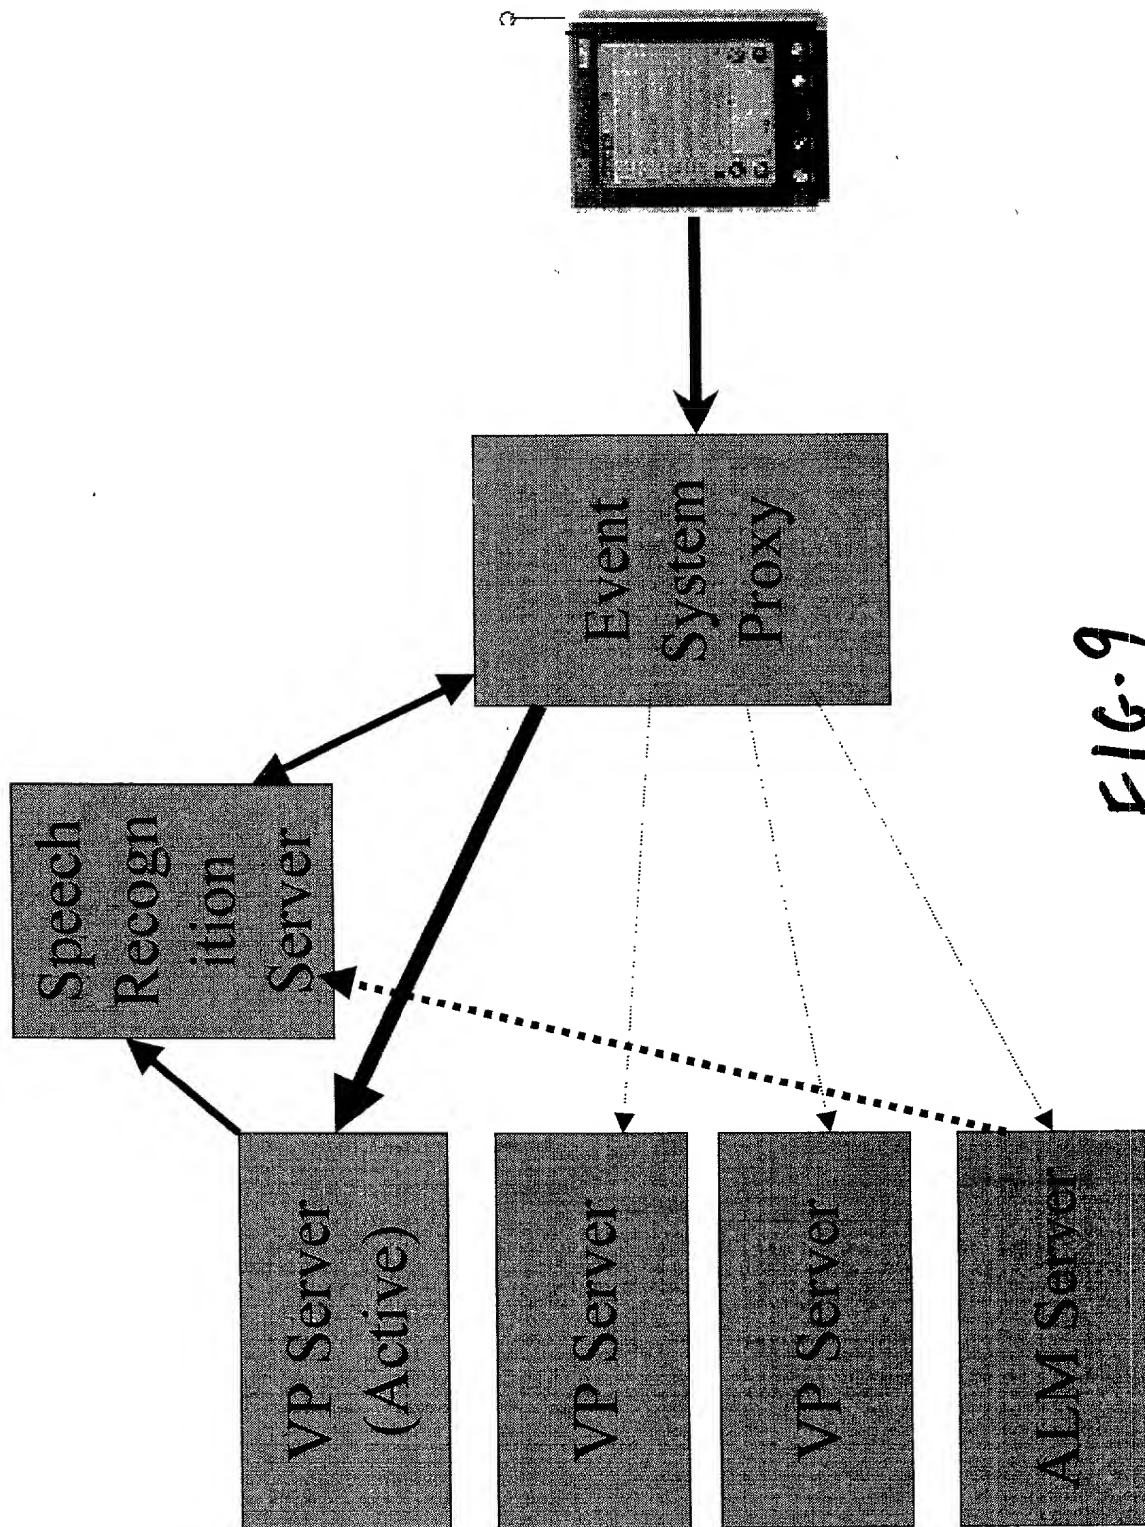 Speech
Recogn
ition
Server
VP Server
(Active)
VP Server
VP Server
ALM Server
Event
System
Proxy
FIG. 9